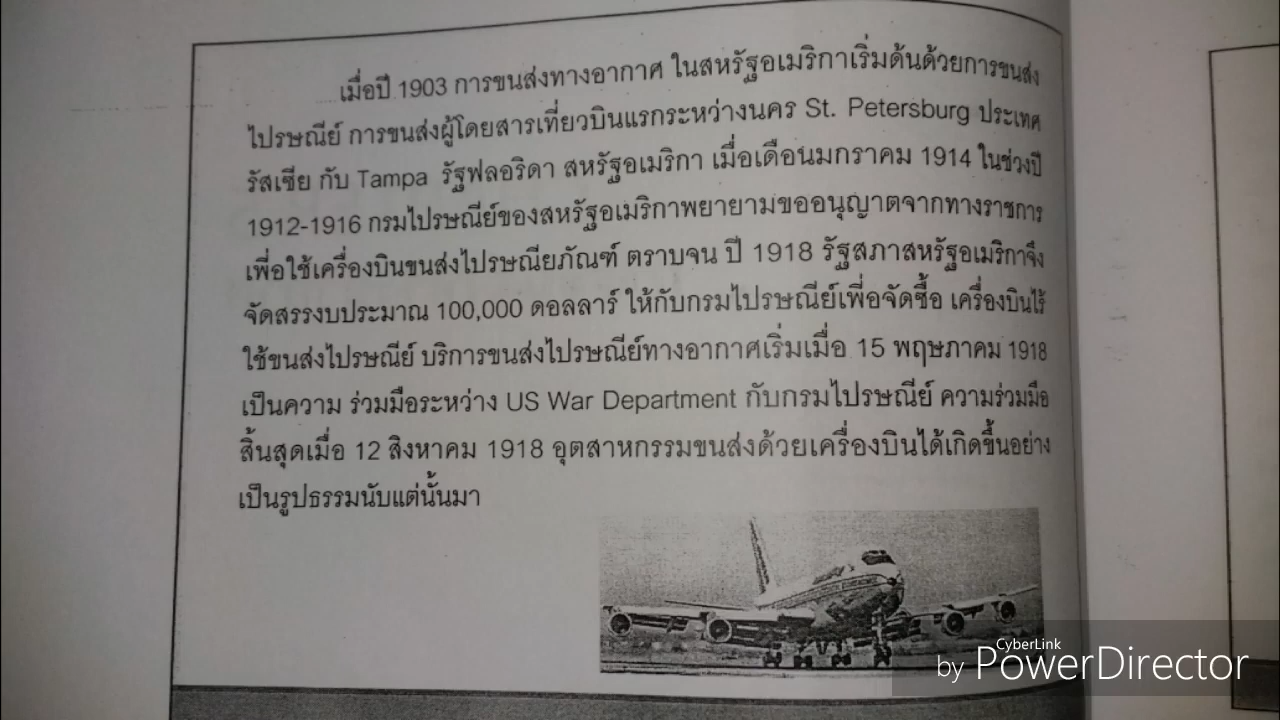 เมื่อปี 1903 การขนส่งทางอากาศ ในสหรัฐอเมริกาเริ่มต้นด้วยการขนส่ง
ไปรษณีย์ การขนส่งผู้โดยสารเที่ยวบินแรกระหว่างนคร St. Petersburg ประเทศ
รัสเซีย กับ Tampa รัฐฟลอริดา สหรัฐอเมริกา เมื่อเดือนมกราคม 1914 ในช่วงปี
1912-1916 กรมไปรษณีย์ของสหรัฐอเมริกาพยายามขออนุญาตจากทางราชการ
เพื่อใช้เครื่องบินขนส่งไปรษณียภัณฑ์ ตราบจน ปี 1918 รัฐสภาสหรัฐอเมริกาจึง
จัดสรรงบประมาณ 100,000 ดอลลาร์ ให้กับกรมไปรษณีย์เพื่อจัดซื้อ เครื่องบินไว้
ใช้ขนส่งไปรษณีย์ บริการขนส่งไปรษณีย์ทางอากาศเริ่มเมื่อ 15 พฤษภาคม 1918
เป็นความ ร่วมมือระหว่าง US War Department กับกรมไปรษณีย์ ความร่วมมือ
สิ้นสุดเมื่อ 12 สิงหาคม 1918 อุตสาหกรรมขนส่งด้วยเครื่องบินได้เกิดขึ้นอย่าง
เป็นรูปธรรมนับแต่นั้นมา
CyberLink
by PowerDirector